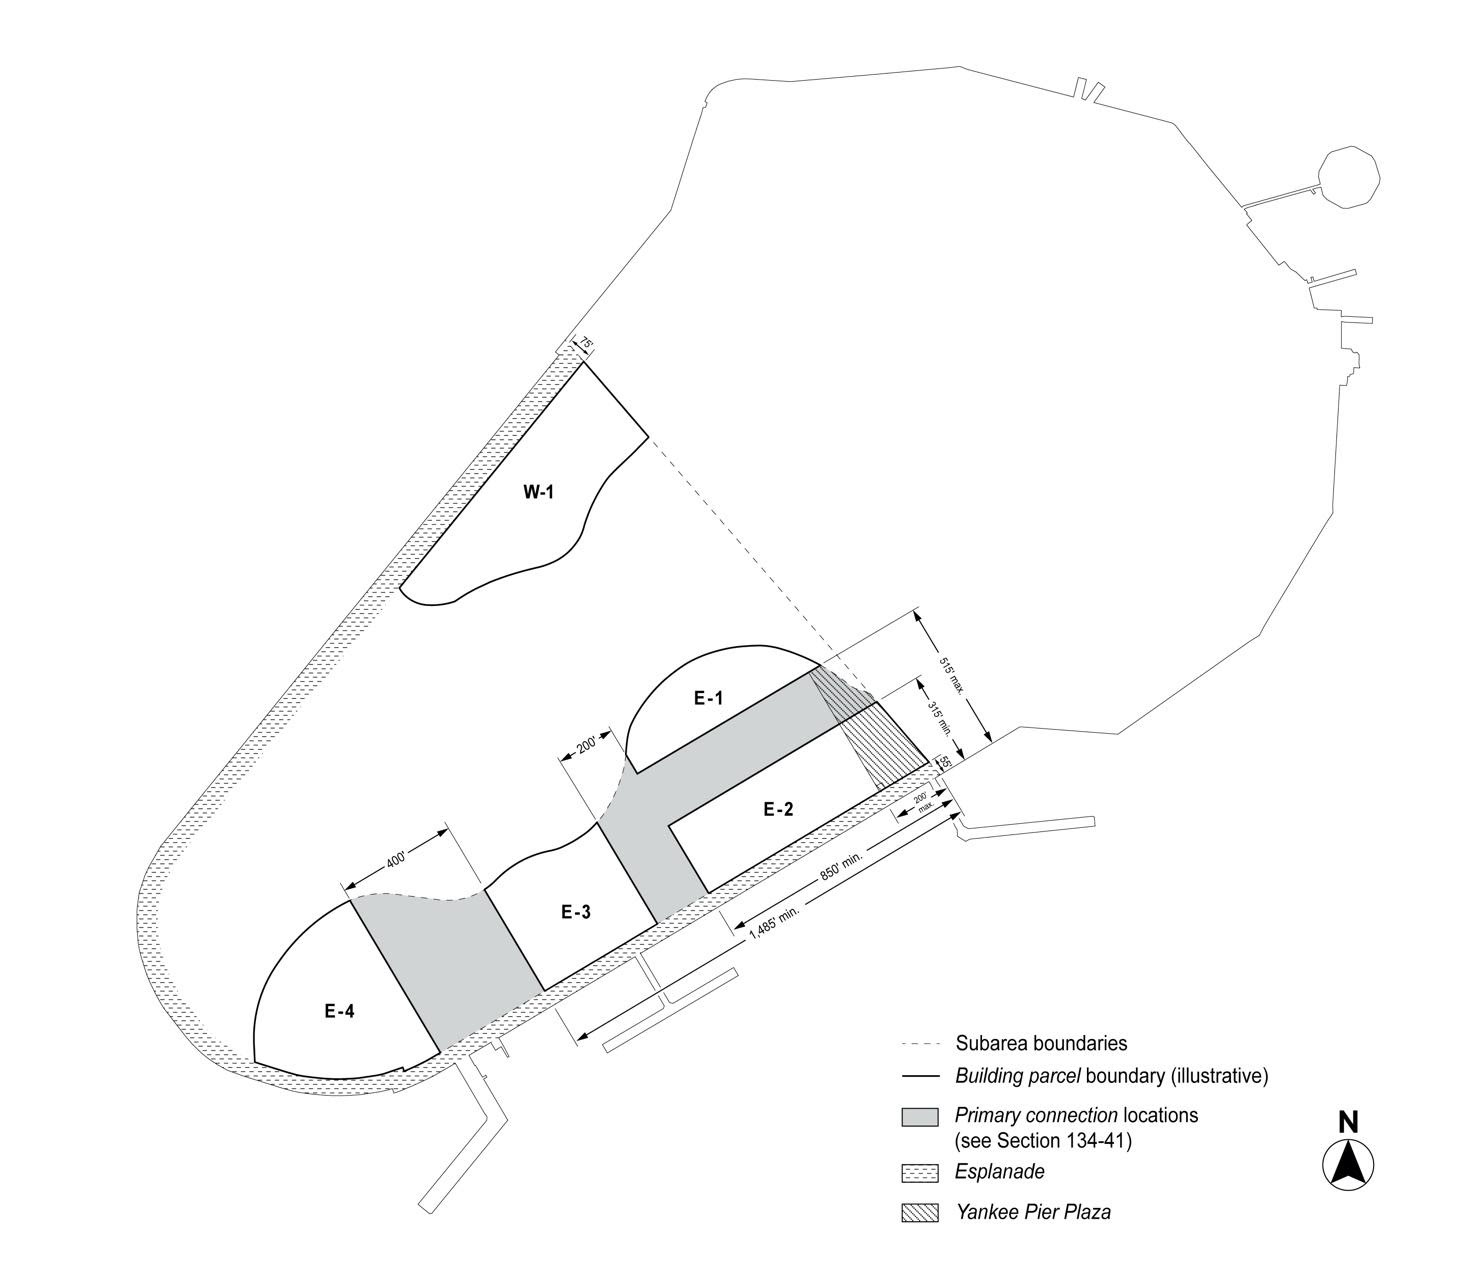 75'
W-1
515' max.
E-1
315' min.
200'
55'
E-2
200'
max.
400'
850' min.
E-3
1,485' min.
E-4
Subarea boundaries
Building parcel boundary (illustrative)
Primary connection locations
(see Section 134-41)
Esplanade
Yankee Pier Plaza
N